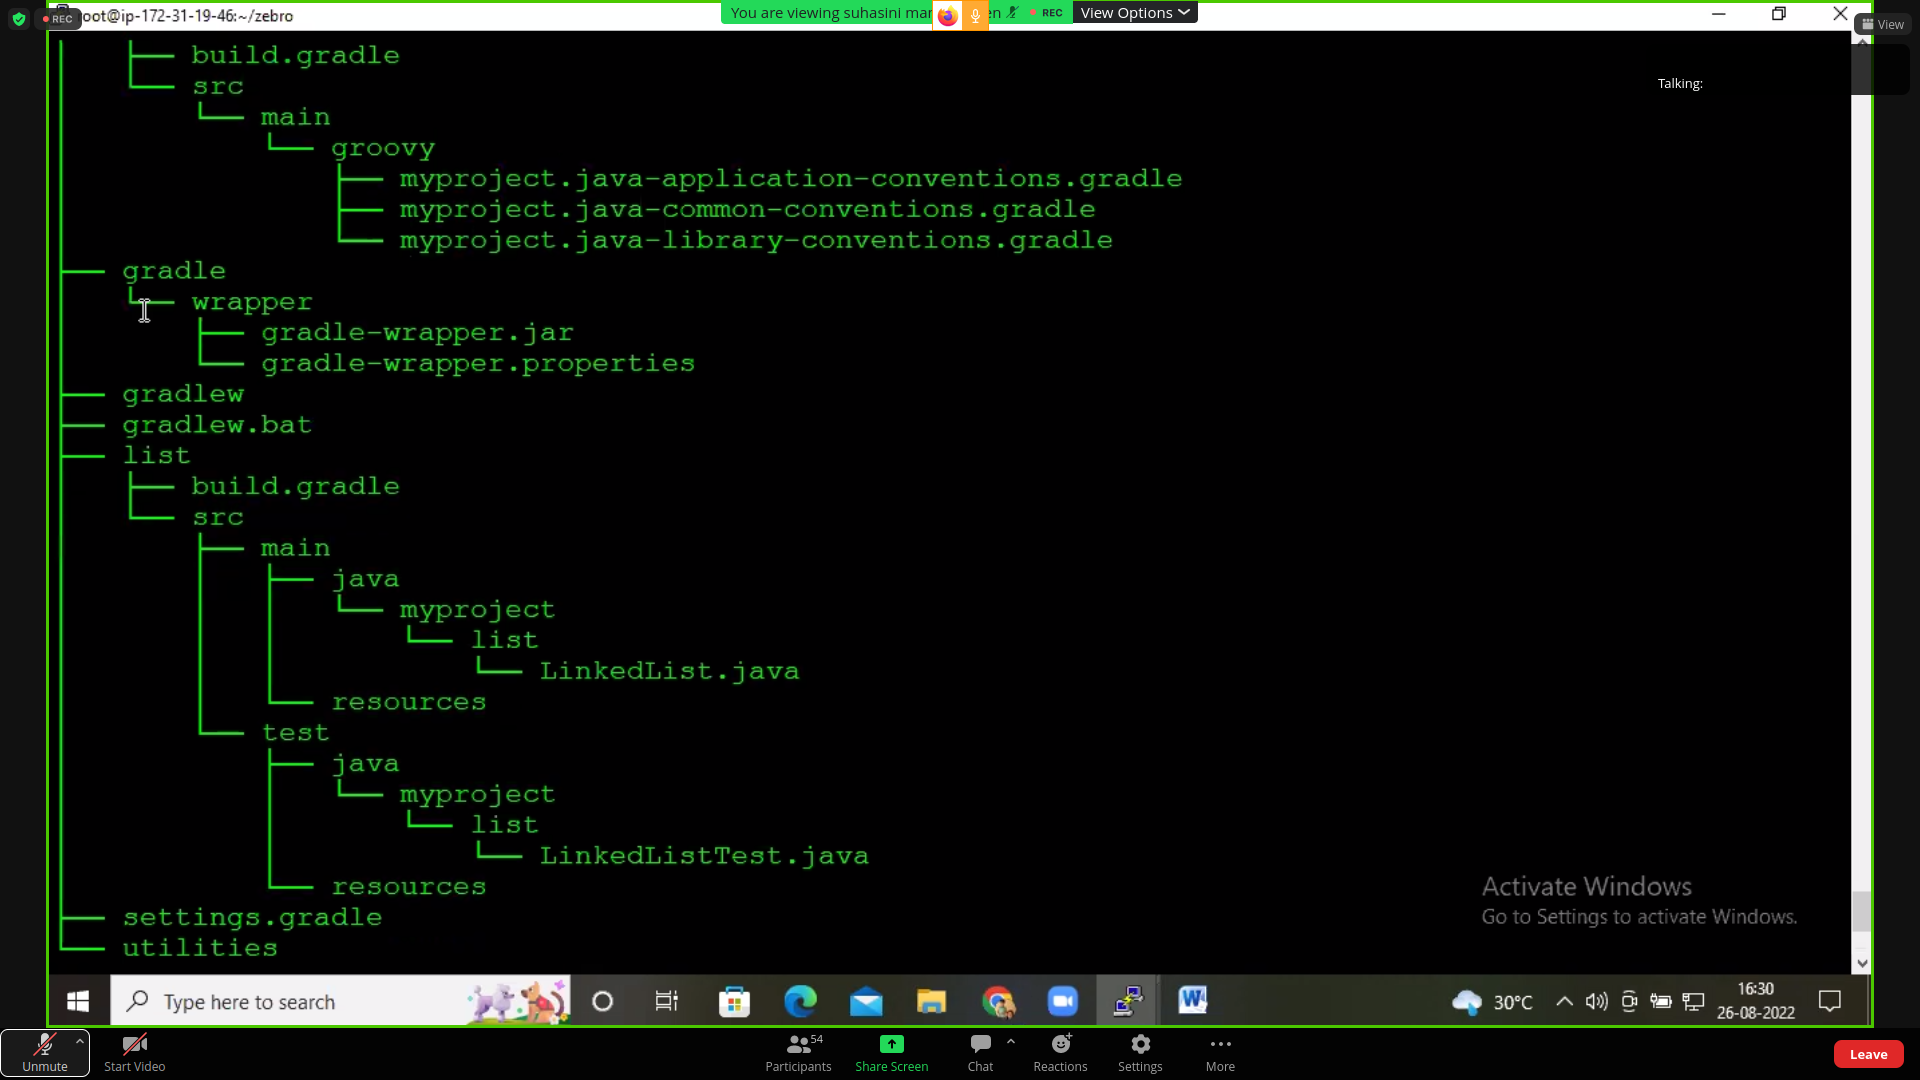 REC
root@ip-172-31-19-46:~/zebro
You are viewing suhasini mar
en
REC
View Options
View
Talking:
build.gradle
src
main
groovy
myproject.java-application-conventions.gradle
myproject.java-common-conventions.gradle
myproject.java-library-conventions.gradle
gradle
wrapper
gradle-wrapper.jar
gradle-wrapper.properties
gradlew
gradlew.bat
list
build.gradle
src
main
java
myproject
list
LinkedList.java
resources
test
java
myproject
list
LinkedListTest.java
resources
settings.gradle
utilities
Activate Windows
Go to Settings to activate Windows.
Type here to search
30°C
16:30
26-08-2022
Unmute
Start Video
54
Participants
Share Screen
Chat
Reactions
Settings
More
Leave